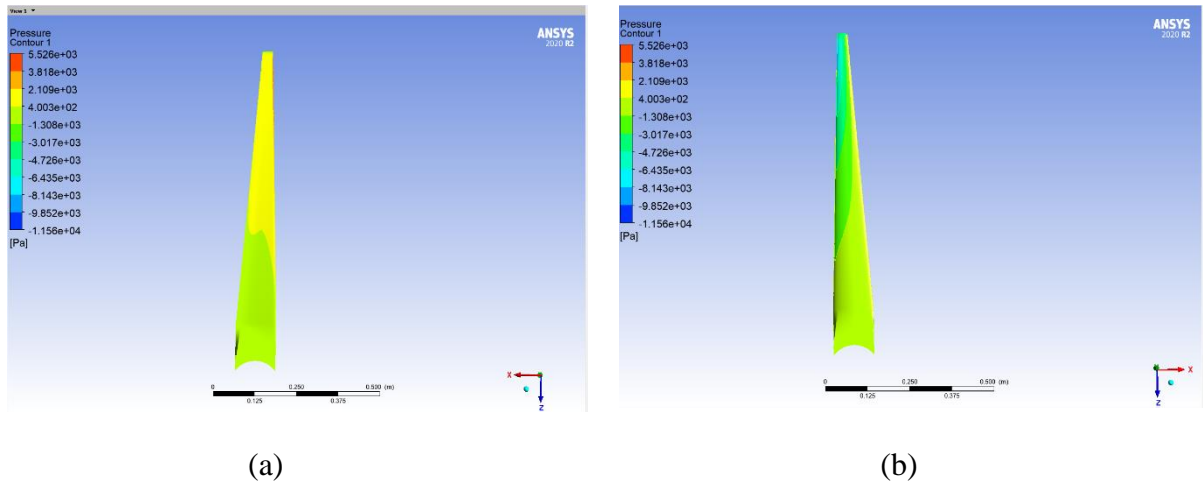 View 1
Pressure
Contour 1
5.526e+03
3.818e+03
2.109e+03
4.003e+02
-1.308e+03
-3.017e+03
-4.726e+03
-6.435e+03
-8.143e+03
-9.852e+03
-1.156e+04
[Pa]
ANSYS
2020 R2
0 0.250 0.500 (m)
0.125 0.375
X
Z
(a)
Pressure
Contour 1
5.526e+03
3.818e+03
2.109e+03
4.003e+02
-1.308e+03
-3.017e+03
-4.726e+03
-6.435e+03
-8.143e+03
-9.852e+03
-1.156e+04
[Pa]
ANSYS
2020 R2
0 0.250 0.500 (m)
0.125 0.375
X
Z
(b)